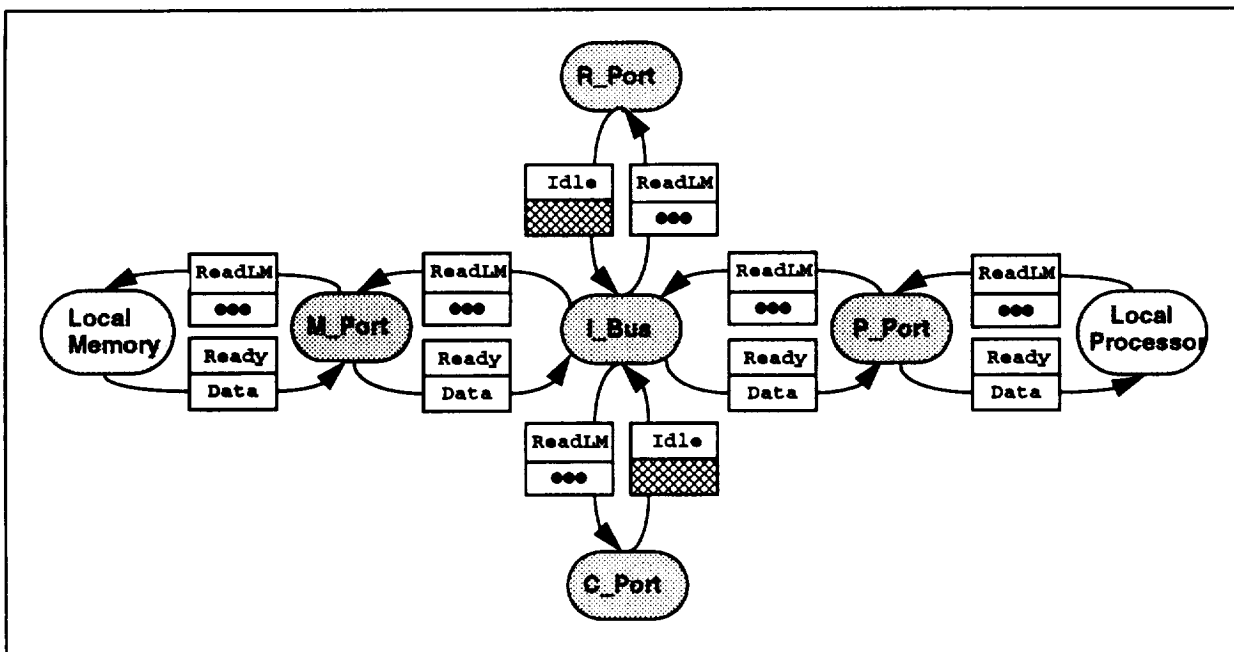 R_Port
Idle
ReadLM
●●●
ReadLM
●●●
ReadLM
●●●
ReadLM
●●●
ReadLM
●●●
Local
Memory
M_Port
I_Bus
P_Port
Local
Processor
Ready
Data
Ready
Data
Ready
Data
Ready
Data
ReadLM
●●●
Idle
C_Port